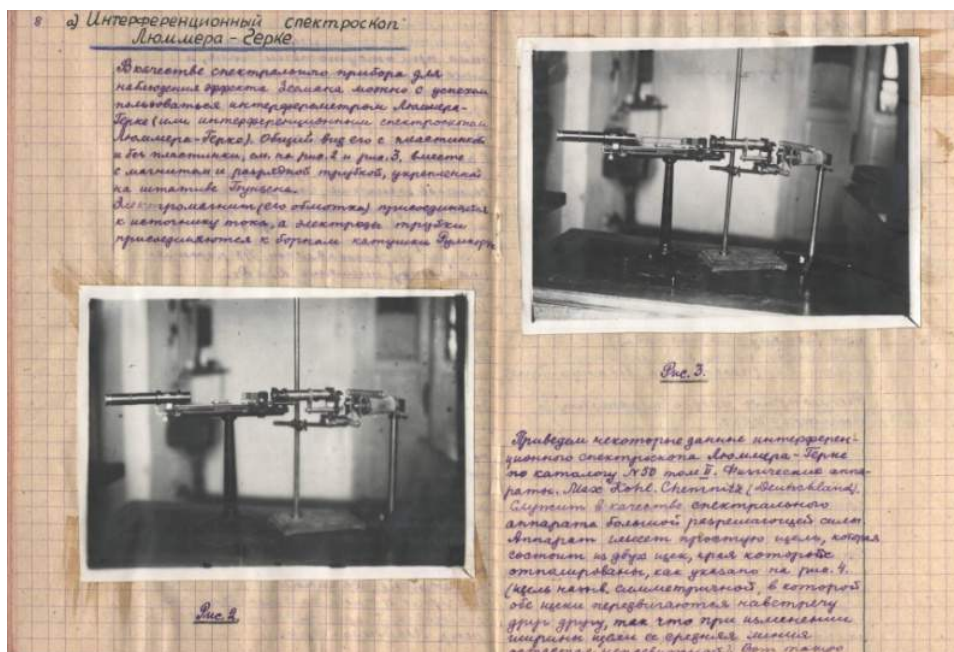 8
а) Интерференционный спектроскоп
Люммера – Герке.
В качестве спектрального прибора для
наблюдения эффекта Зеемана можно с успехом
пользоваться интерферометром Люммера-
Герке (или интерференционным спектроскопом
Люммера-Герке). Общий вид его с пластинкой
и без пластинки, см. на рис. 2 и рис. 3, вместе
с магнитом и разрядной трубкой, укрепленной
на штативе Бунзена.
Электромагнит (его обмотка) присоединяется
к источнику тока, а электроды трубки
присоединяются к борнам катушки
Рис. 2.
Рис. 3.
Приведем некоторые данные интерферен-
ционного спектроскопа Люммера-Герке
по каталогу №50 том II. Физические аппа-
раты. Max Kohl. Chemnitz (Deutschland).
Служит в качестве спектрального
аппарата большой разрешающей силы
Аппарат имеет простую щель, которая
состоит из двух щек, края которой
отполированы, как указано на рис. 4.
(щель назыв. симметричной, в которой
обе щеки передвигаются навстречу
друг другу, так что при изменении
ширины щели ее средняя линия